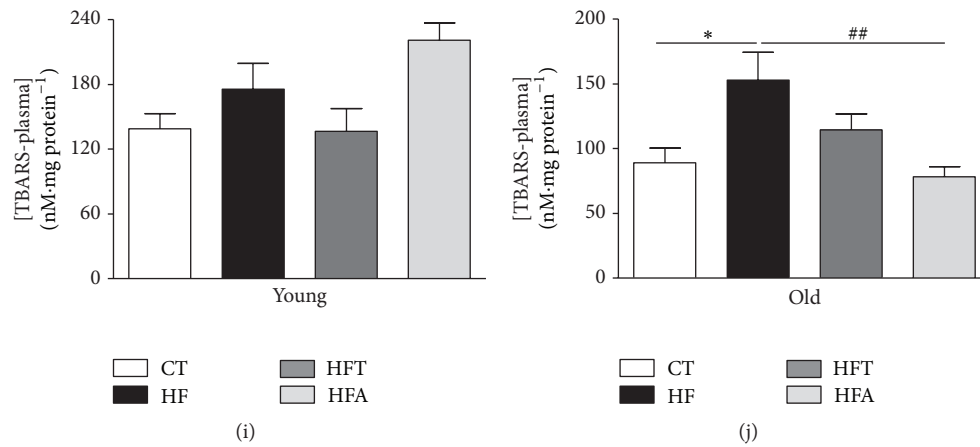 [TBARS-plasma]
(nM·mg protein⁻¹)
240
180
120
60
0
Young
CT
HF
HFT
HFA
(i)
[TBARS-plasma]
(nM·mg protein⁻¹)
200
150
100
50
0
*
##
Old
CT
HF
HFT
HFA
(j)